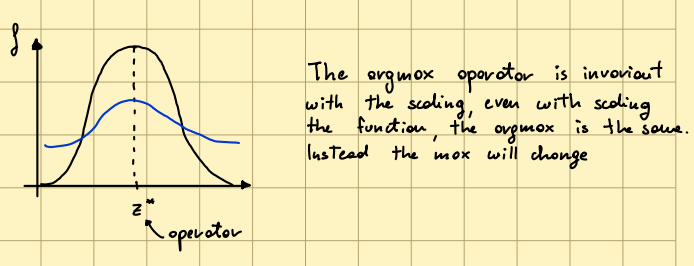 f
The argmax operator is invariant
with the scaling, even with scaling
the function, the argmax is the same.
Instead the max will change
z*
operator